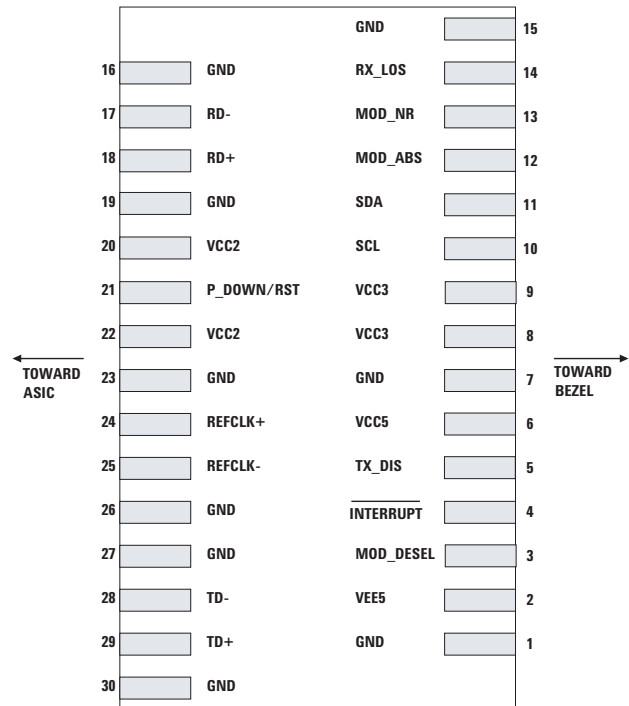 GND 15
16 GND RX_LOS 14
17 RD- MOD_NR 13
18 RD+ MOD_ABS 12
19 GND SDA 11
20 VCC2 SCL 10
21 P_DOWN/RST VCC3 9
22 VCC2 VCC3 8
TOWARD ASIC
23 GND GND 7
TOWARD BEZEL
24 REFCLK+ VCC5 6
25 REFCLK- TX_DIS 5
26 GND INTERRUPT 4
27 GND MOD_DESEL 3
28 TD- VEE5 2
29 TD+ GND 1
30 GND